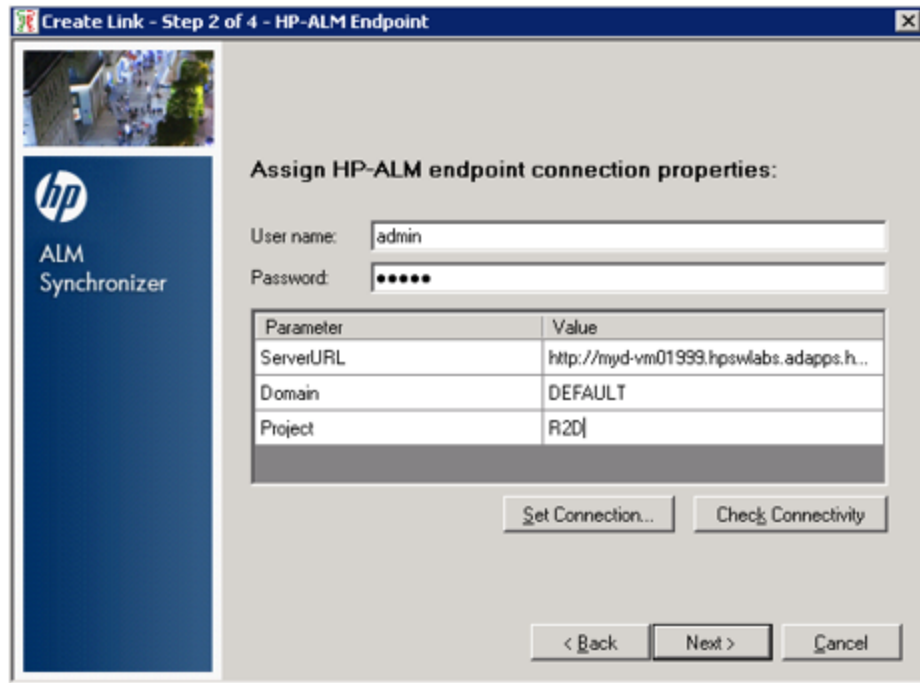 Create Link - Step 2 of 4 - HP-ALM Endpoint
hp
ALM
Synchronizer
Assign HP-ALM endpoint connection properties:
User name: admin
Password: •••••
Parameter Value
ServerURL http://myd-vm01999.hpswlabs.adapps.h...
Domain DEFAULT
Project R2D
Set Connection... Check Connectivity
< Back Next > Cancel